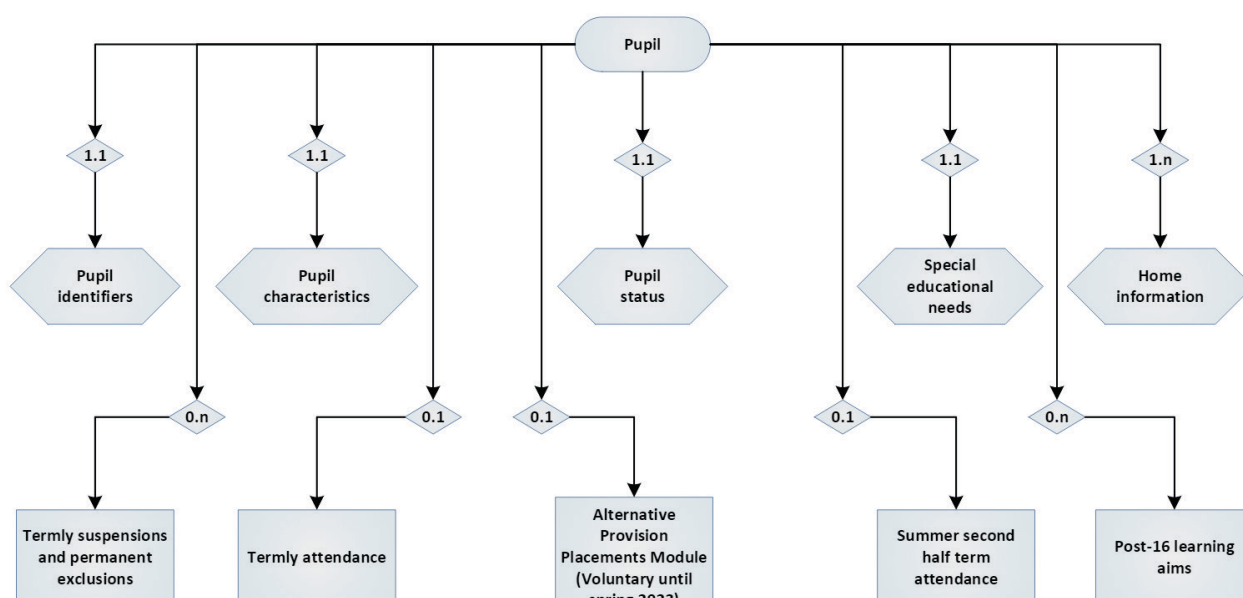 Pupil
1.1
1.1
1.1
1.1
1.n
Pupil
identifiers
Pupil
characteristics
Pupil
status
Special
educational
needs
Home
information
0.n
0.1
0.1
0.1
0.n
Termly suspensions
and permanent
exclusions
Termly attendance
Alternative
Provision
Placements Module
(Voluntary until
Summer second
half term
attendance
Post-16 learning
aims